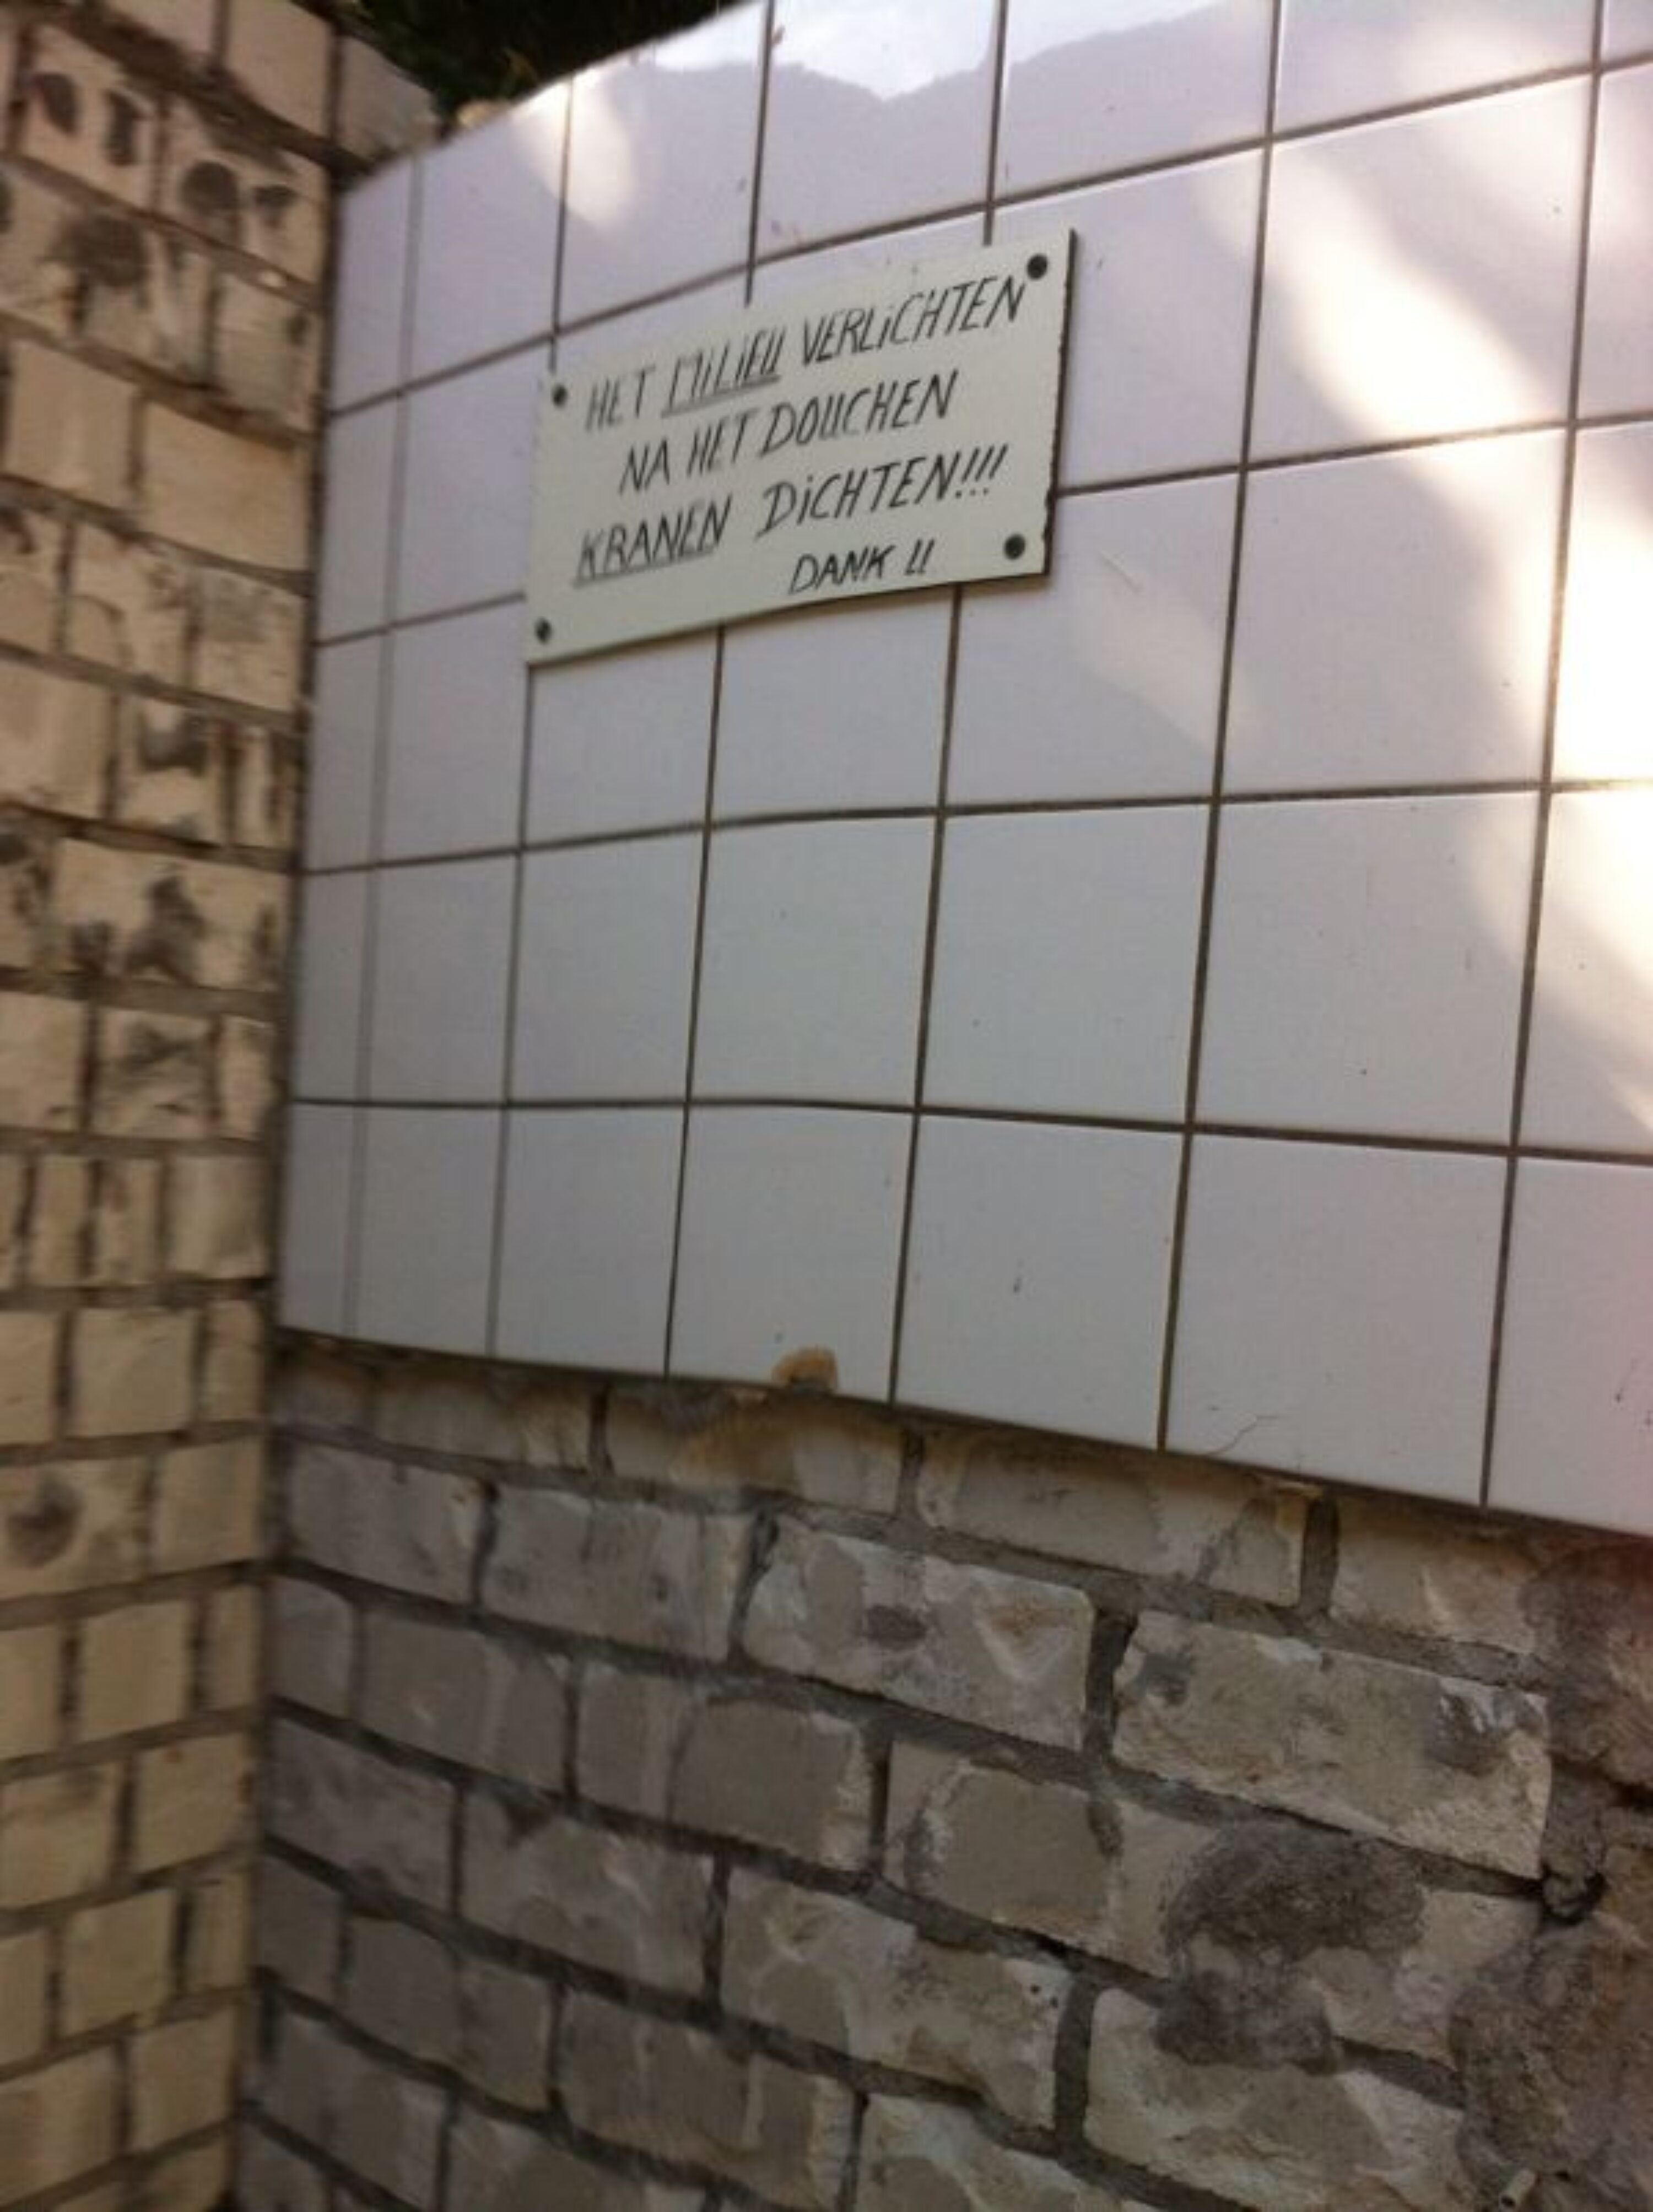 HET MILIEU VERLiCHTEN
NA HET DOUCHEN
KRANEN DiCHTEN!!!
DANK !!